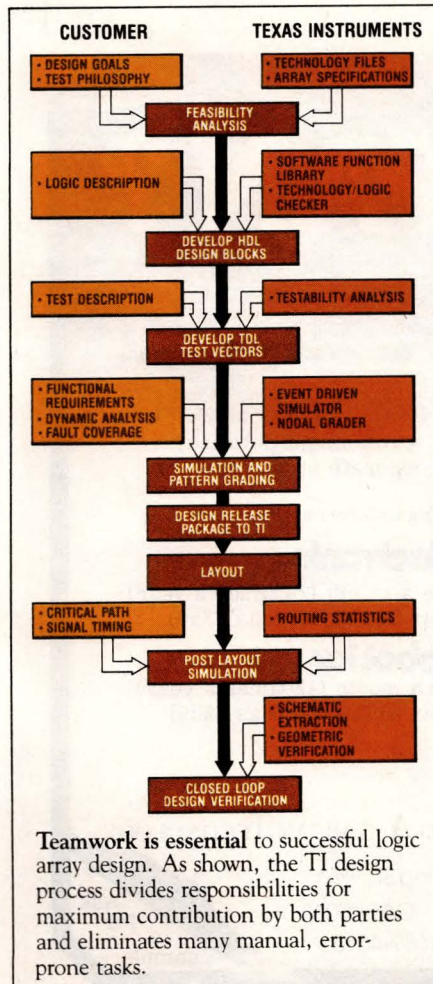 CUSTOMER
TEXAS INSTRUMENTS
• DESIGN GOALS
• TEST PHILOSOPHY
• TECHNOLOGY FILES
• ARRAY SPECIFICATIONS
FEASIBILITY
ANALYSIS
• LOGIC DESCRIPTION
• SOFTWARE FUNCTION
LIBRARY
• TECHNOLOGY/LOGIC
CHECKER
DEVELOP HDL
DESIGN BLOCKS
• TEST DESCRIPTION
• TESTABILITY ANALYSIS
DEVELOP TDL
TEST VECTORS
• FUNCTIONAL
REQUIREMENTS
• DYNAMIC ANALYSIS
• FAULT COVERAGE
• EVENT DRIVEN
SIMULATOR
• NODAL GRADER
SIMULATION AND
PATTERN GRADING
DESIGN RELEASE
PACKAGE TO TI
LAYOUT
• CRITICAL PATH
• SIGNAL TIMING
• ROUTING STATISTICS
POST LAYOUT
SIMULATION
• SCHEMATIC
EXTRACTION
• GEOMETRIC
VERIFICATION
CLOSED LOOP
DESIGN VERIFICATION
Teamwork is essential to successful logic
array design. As shown, the TI design
process divides responsibilities for
maximum contribution by both parties
and eliminates many manual, error-
prone tasks.